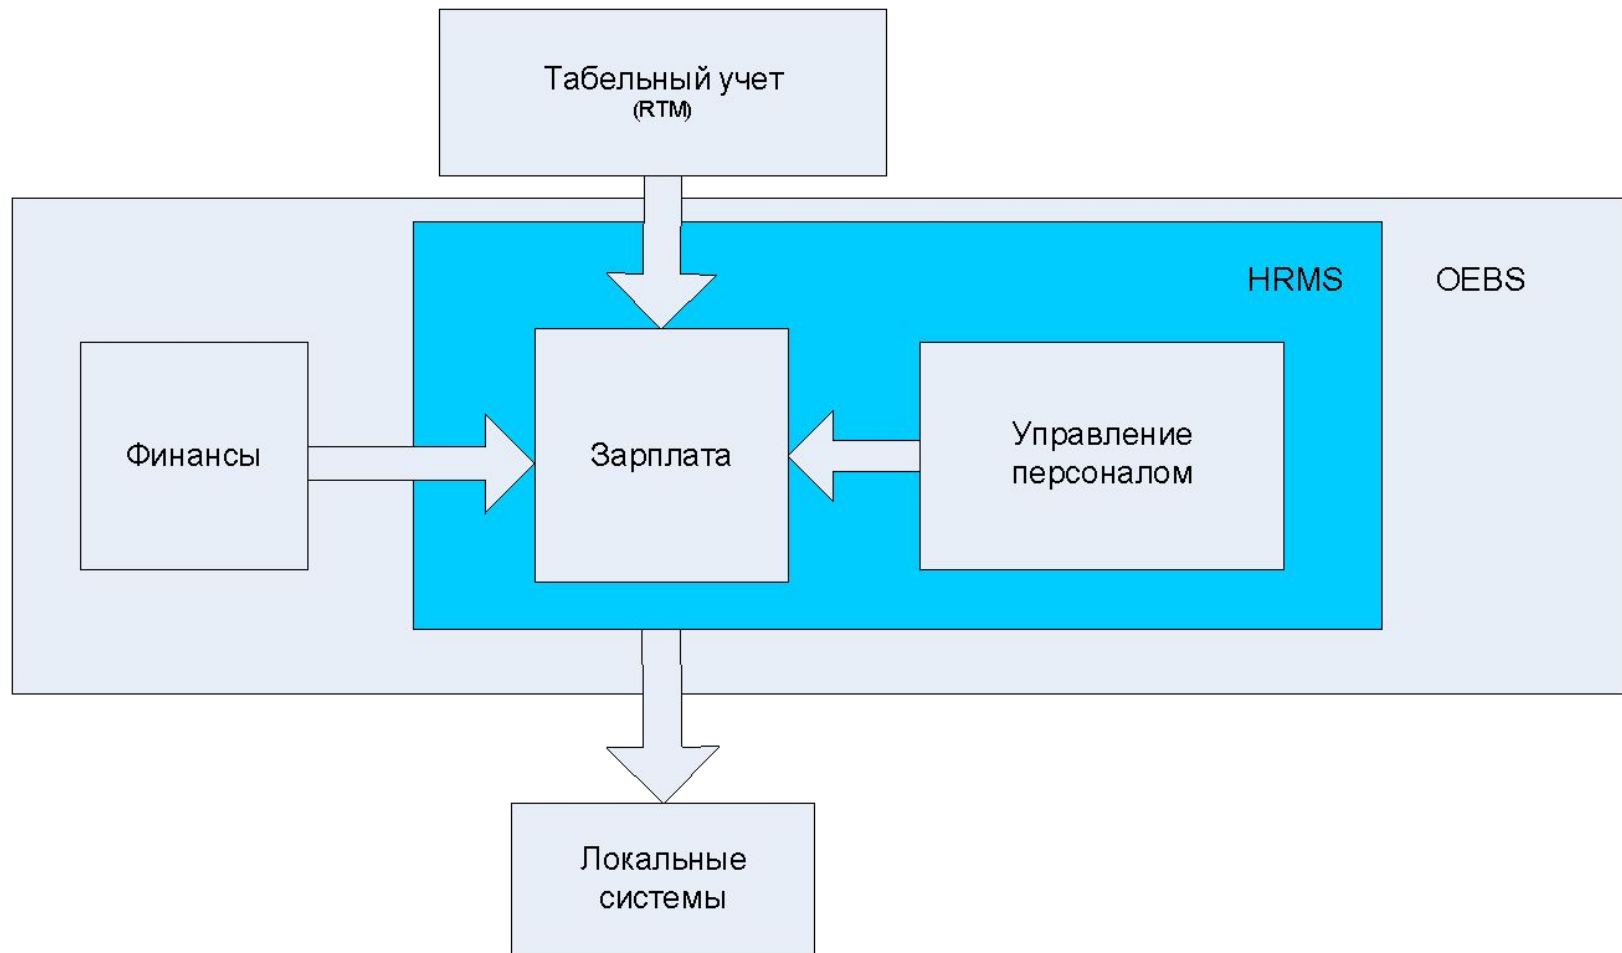 Табельный учет
(RTM)
HRMS
OEBS
Финансы
Зарплата
Управление
персоналом
Локальные
системы